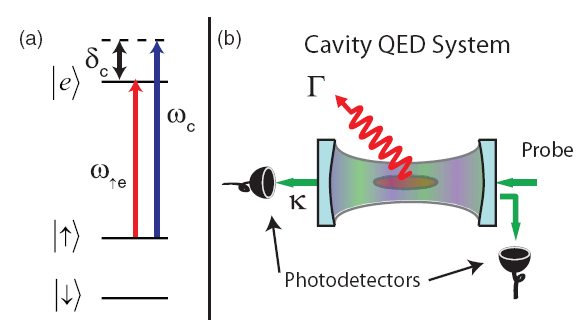 (a)
δc
|e⟩
ωc
ω↑e
|↑⟩
|↓⟩
(b)
Cavity QED System
Γ
Probe
κ
Photodetectors